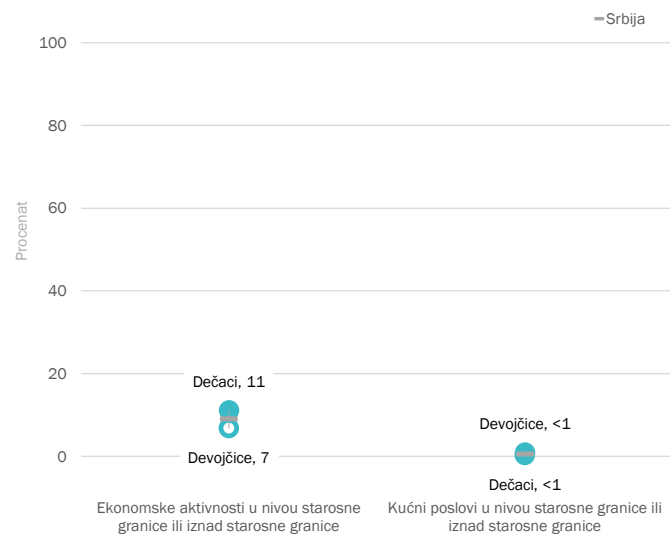 Srbija
100
80
60
40
20
0
Procenat
Dečaci, 11
Devojčice, 7
Devojčice, <1
Dečaci, <1
Ekonomske aktivnosti u nivou starosne
granice ili iznad starosne granice
Kućni poslovi u nivou starosne granice ili
iznad starosne granice